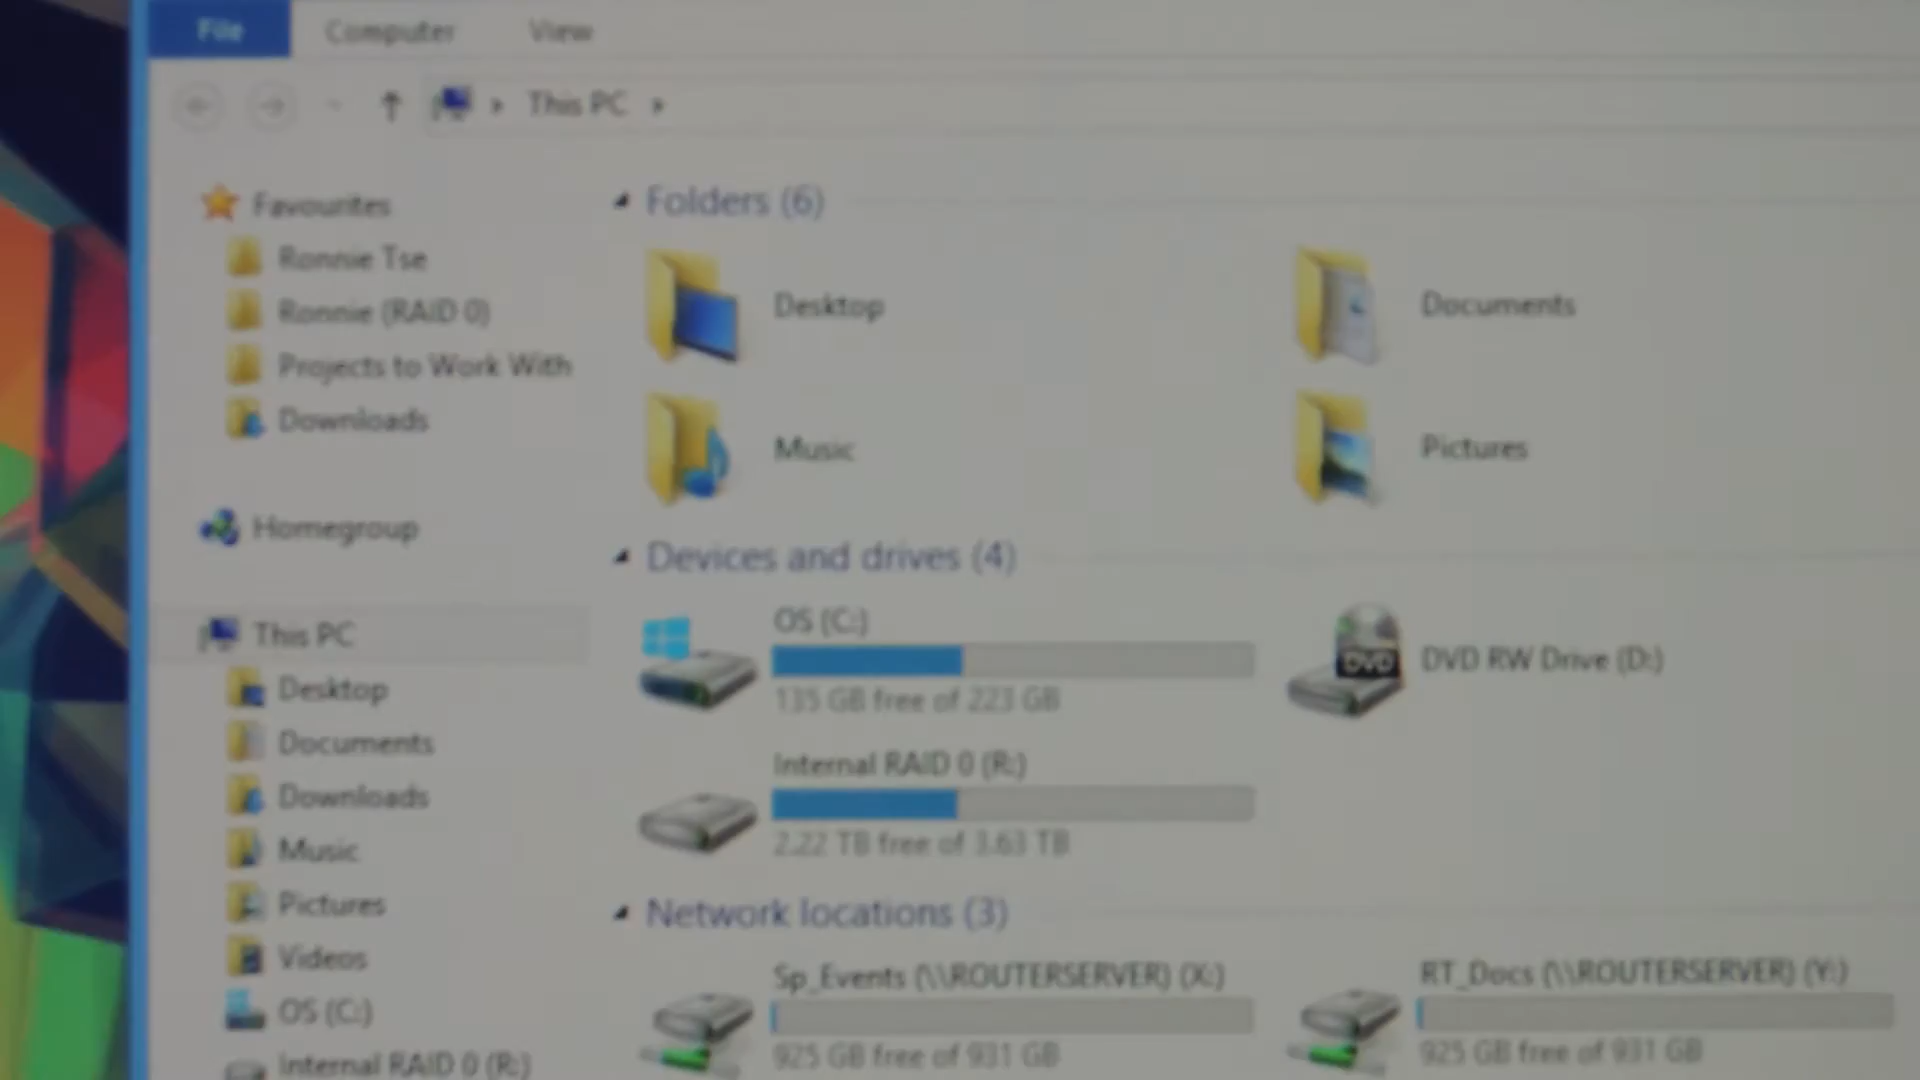 File Computer View
This PC
Favourites
Ronnie Tse
Ronnie (RAID 0)
Projects to Work With
Downloads
Homegroup
This PC
Desktop
Documents
Downloads
Music
Pictures
Videos
OS (C:)
Internal RAID 0 (R:)
Folders (6)
Desktop
Documents
Music
Pictures
Devices and drives (4)
OS (C:)
135 GB free of 223 GB
DVD
DVD RW Drive (D:)
Internal RAID 0 (R:)
2.22 TB free of 3.63 TB
Network locations (3)
Sp_Events (\\ROUTERSERVER) (X:)
925 GB free of 931 GB
RT_Docs (\\ROUTERSERVER) (Y:)
925 GB free of 931 GB